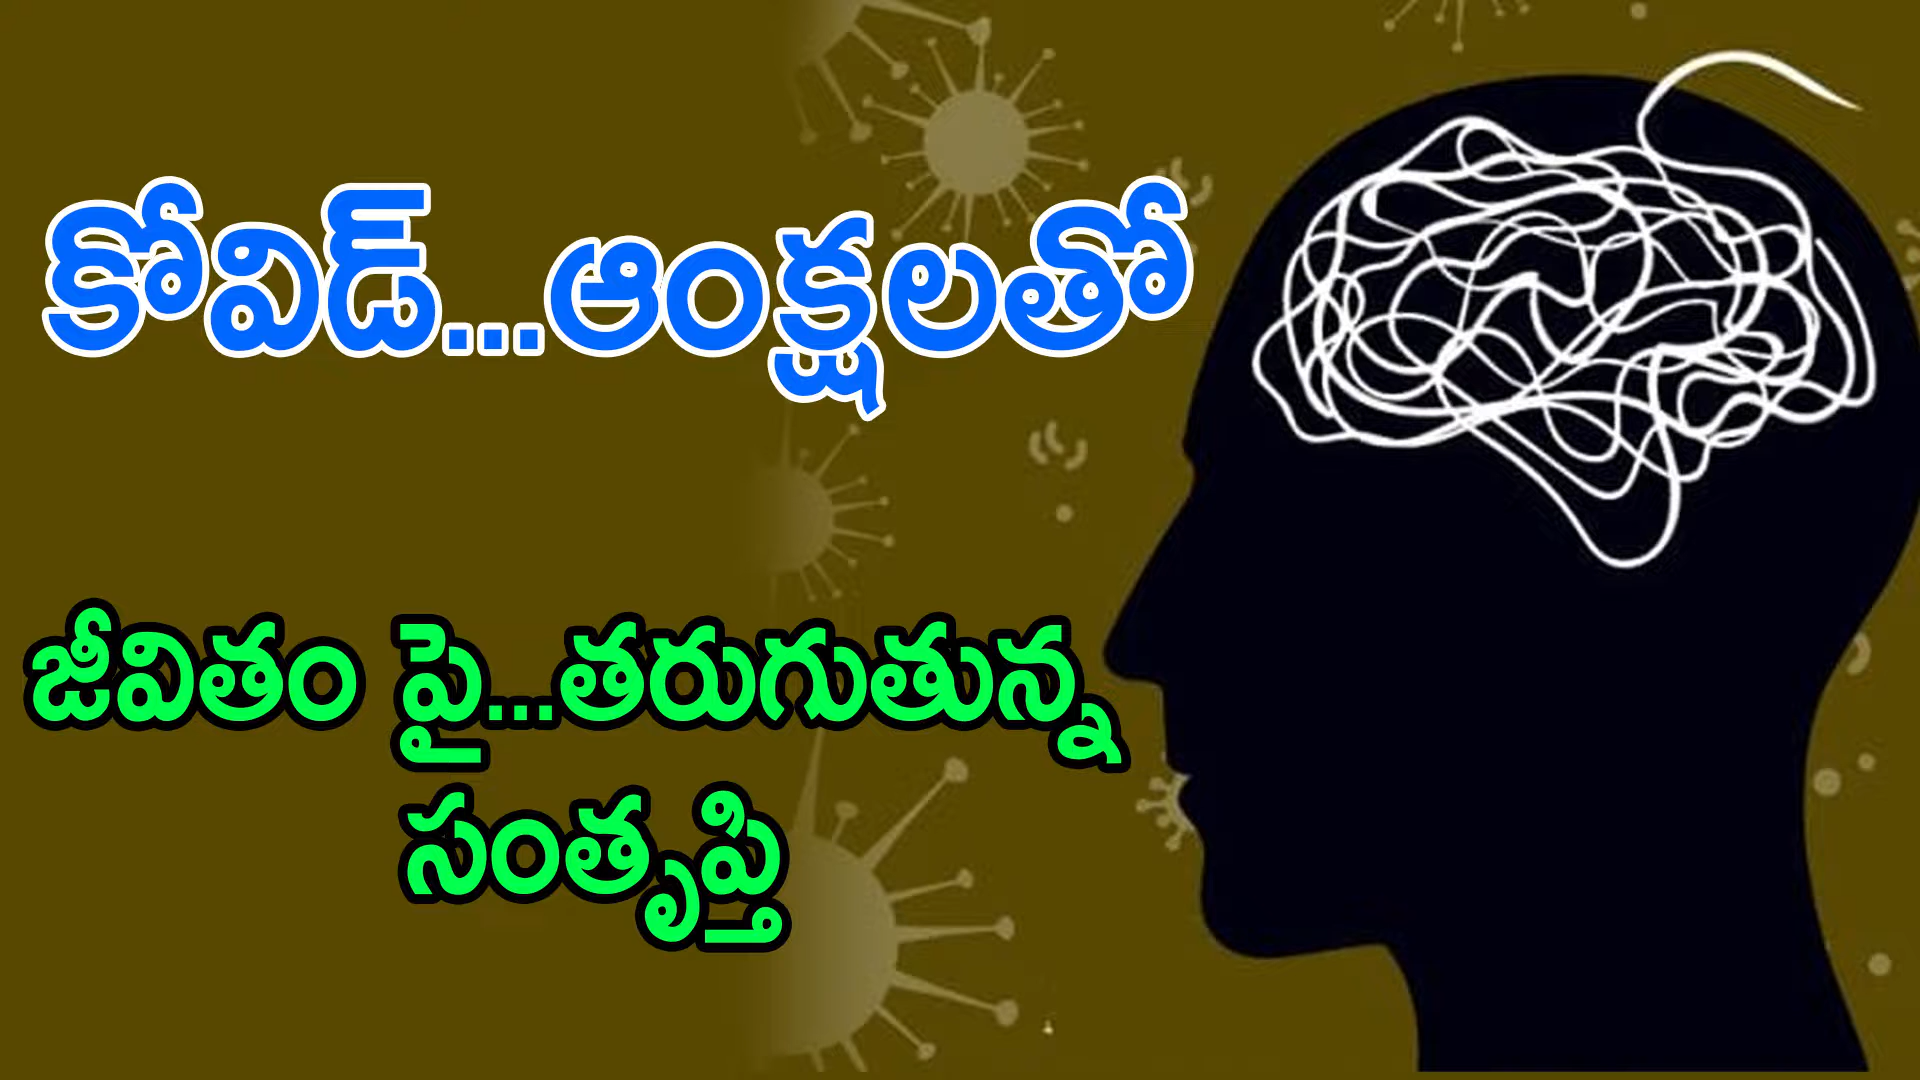 కోవిడ్...ఆంక్షలతో
జీవితం పై...తరుగుతున్న
సంతృప్తి